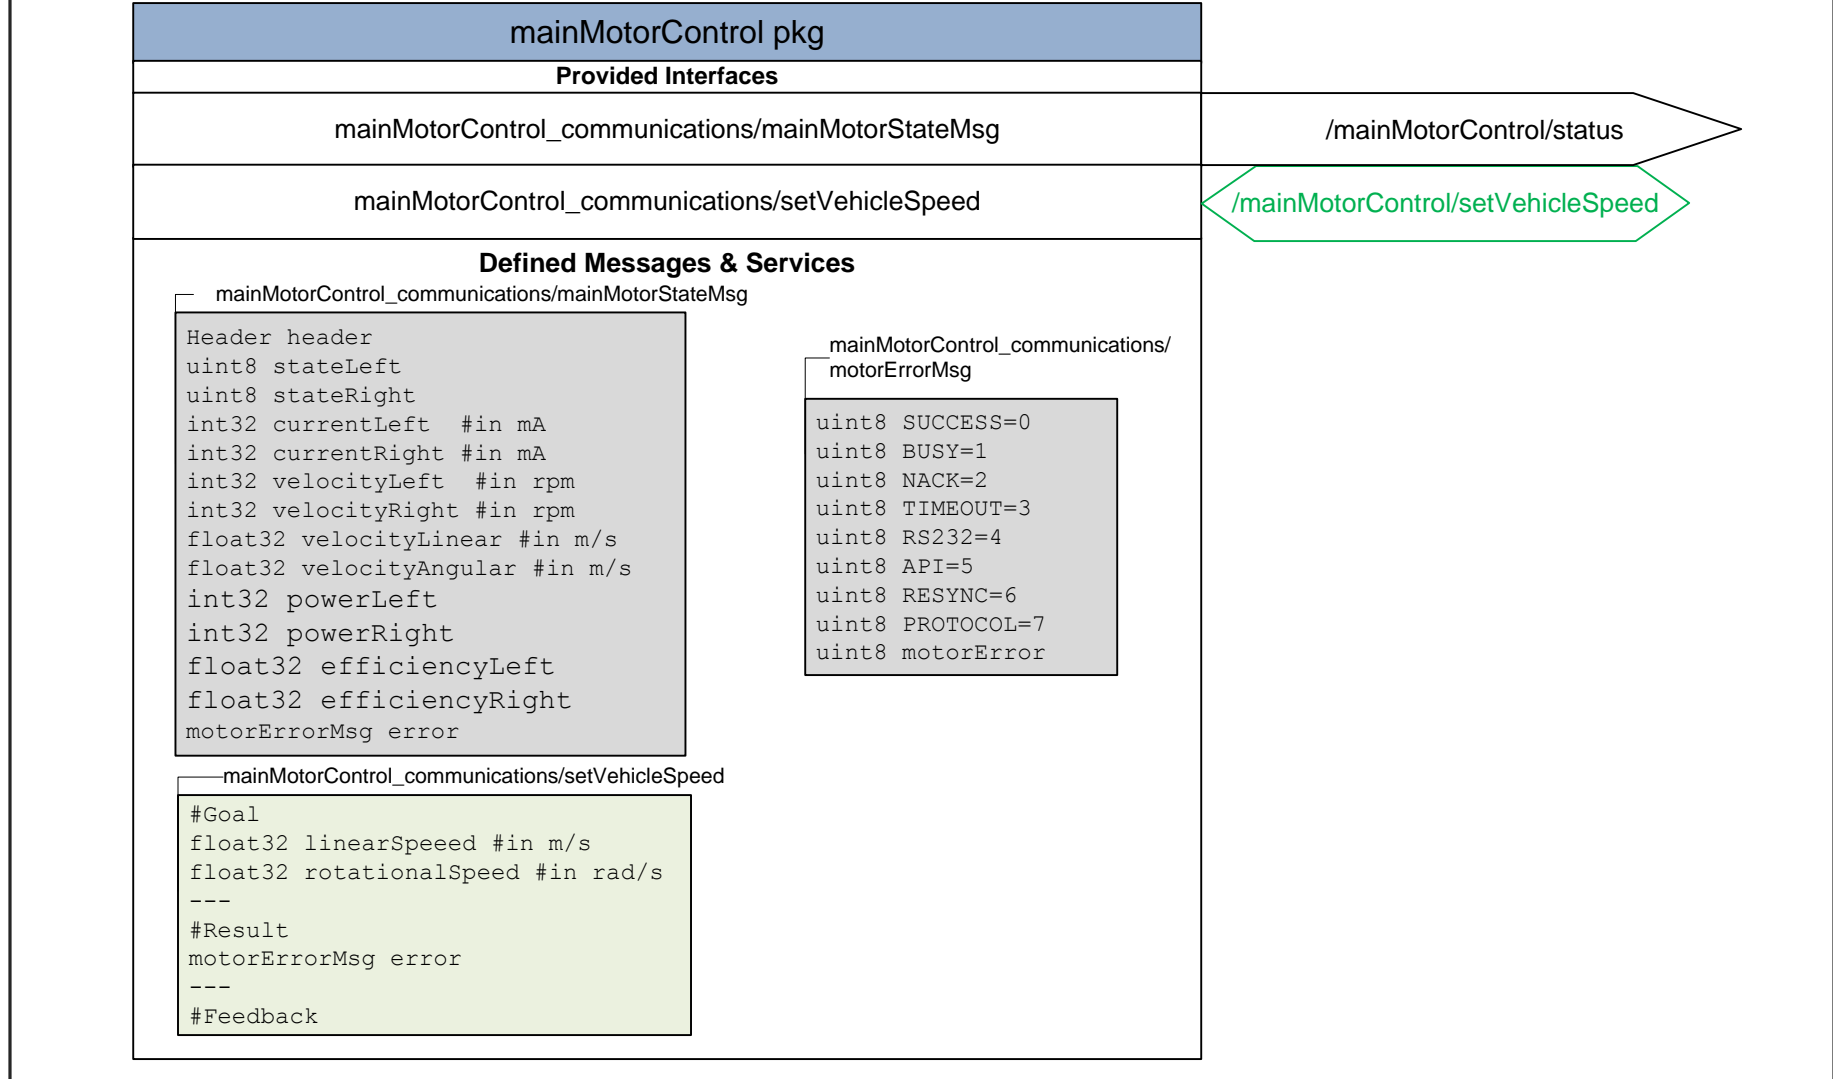 mainMotorControl pkg
Provided Interfaces
mainMotorControl_communications/mainMotorStateMsg
/mainMotorControl/status
mainMotorControl_communications/setVehicleSpeed
/mainMotorControl/setVehicleSpeed
Defined Messages & Services
mainMotorControl_communications/mainMotorStateMsg
Header header
uint8 stateLeft
uint8 stateRight
int32 currentLeft  #in mA
int32 currentRight #in mA
int32 velocityLeft  #in rpm
int32 velocityRight #in rpm
float32 velocityLinear #in m/s
float32 velocityAngular #in m/s
int32 powerLeft
int32 powerRight
float32 efficiencyLeft
float32 efficiencyRight
motorErrorMsg error
mainMotorControl_communications/
motorErrorMsg
uint8 SUCCESS=0
uint8 BUSY=1
uint8 NACK=2
uint8 TIMEOUT=3
uint8 RS232=4
uint8 API=5
uint8 RESYNC=6
uint8 PROTOCOL=7
uint8 motorError
mainMotorControl_communications/setVehicleSpeed
#Goal
float32 linearSpeeed #in m/s
float32 rotationalSpeed #in rad/s
---
#Result
motorErrorMsg error
---
#Feedback